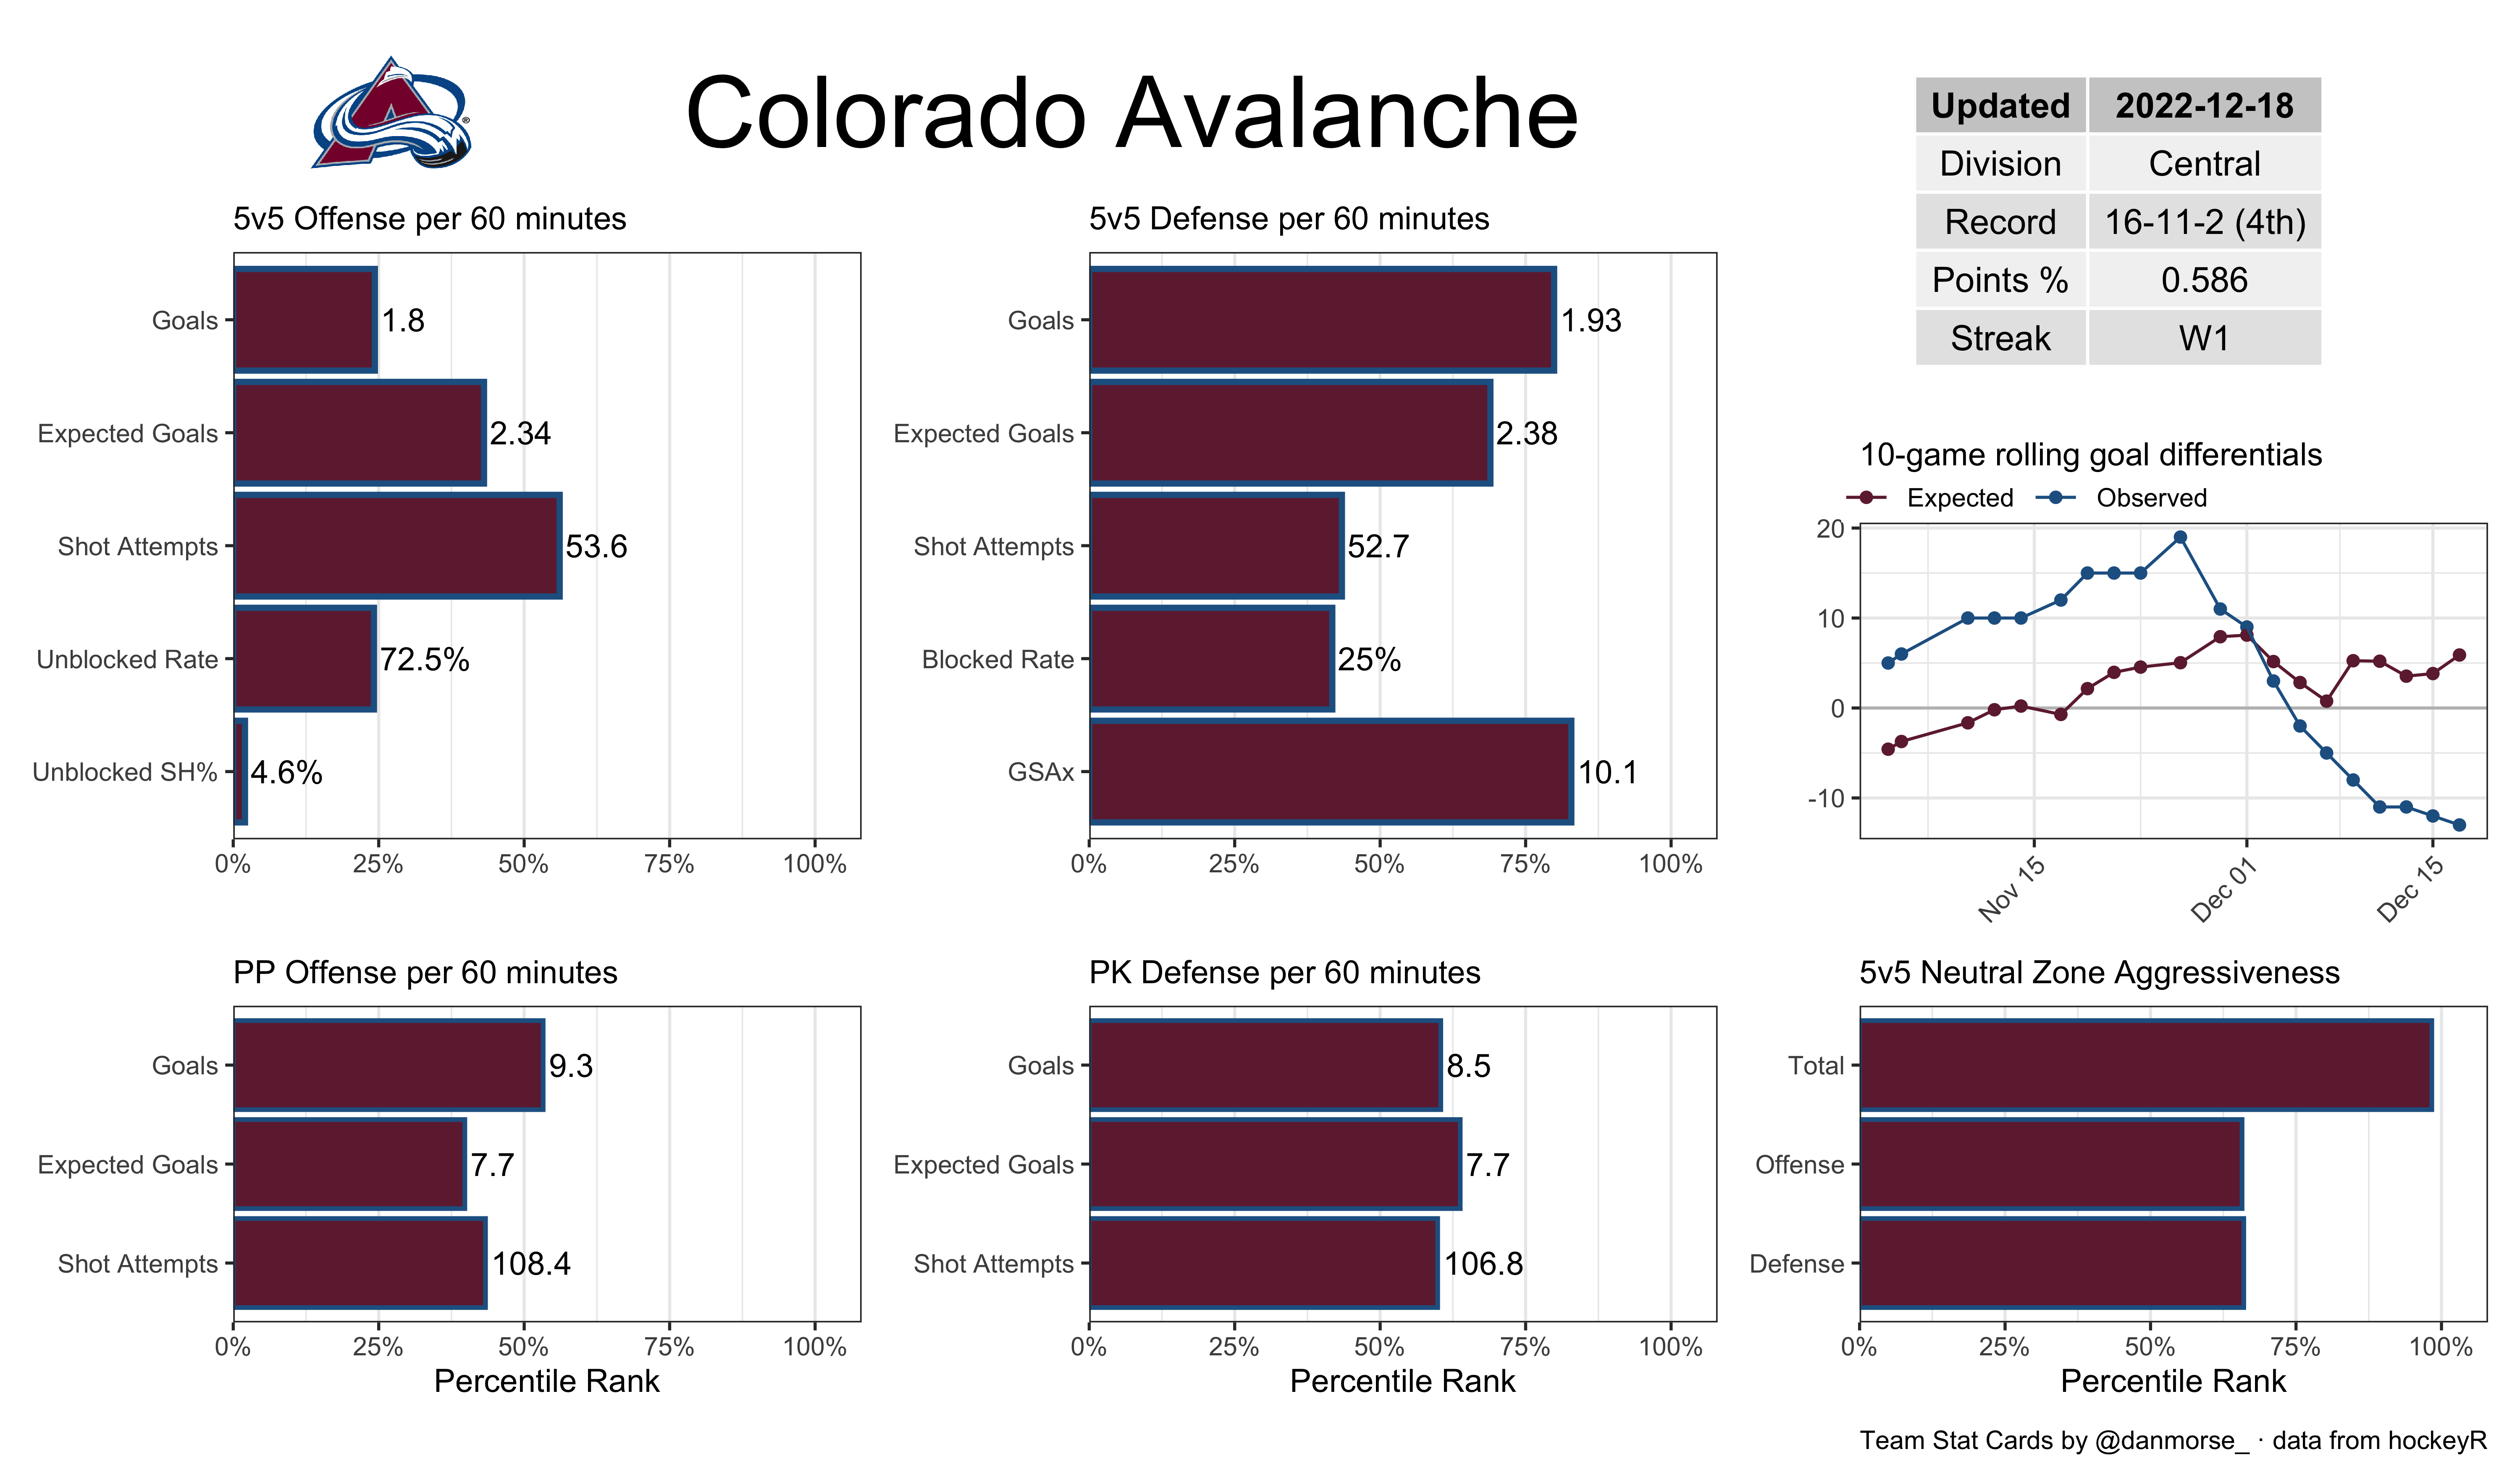 Colorado Avalanche
®
Updated 2022-12-18
Division Central
Record 16-11-2 (4th)
Points % 0.586
Streak W1
5v5 Offense per 60 minutes
Goals 1.8
Expected Goals 2.34
Shot Attempts 53.6
Unblocked Rate 72.5%
Unblocked SH% 4.6%
0% 25% 50% 75% 100%
5v5 Defense per 60 minutes
Goals 1.93
Expected Goals 2.38
Shot Attempts 52.7
Blocked Rate 25%
GSAx 10.1
0% 25% 50% 75% 100%
10-game rolling goal differentials
Expected Observed
20
10
0
-10
Nov 15 Dec 01 Dec 15
PP Offense per 60 minutes
Goals 9.3
Expected Goals 7.7
Shot Attempts 108.4
0% 25% 50% 75% 100%
Percentile Rank
PK Defense per 60 minutes
Goals 8.5
Expected Goals 7.7
Shot Attempts 106.8
0% 25% 50% 75% 100%
Percentile Rank
5v5 Neutral Zone Aggressiveness
Total
Offense
Defense
0% 25% 50% 75% 100%
Percentile Rank
Team Stat Cards by @danmorse_ · data from hockeyR